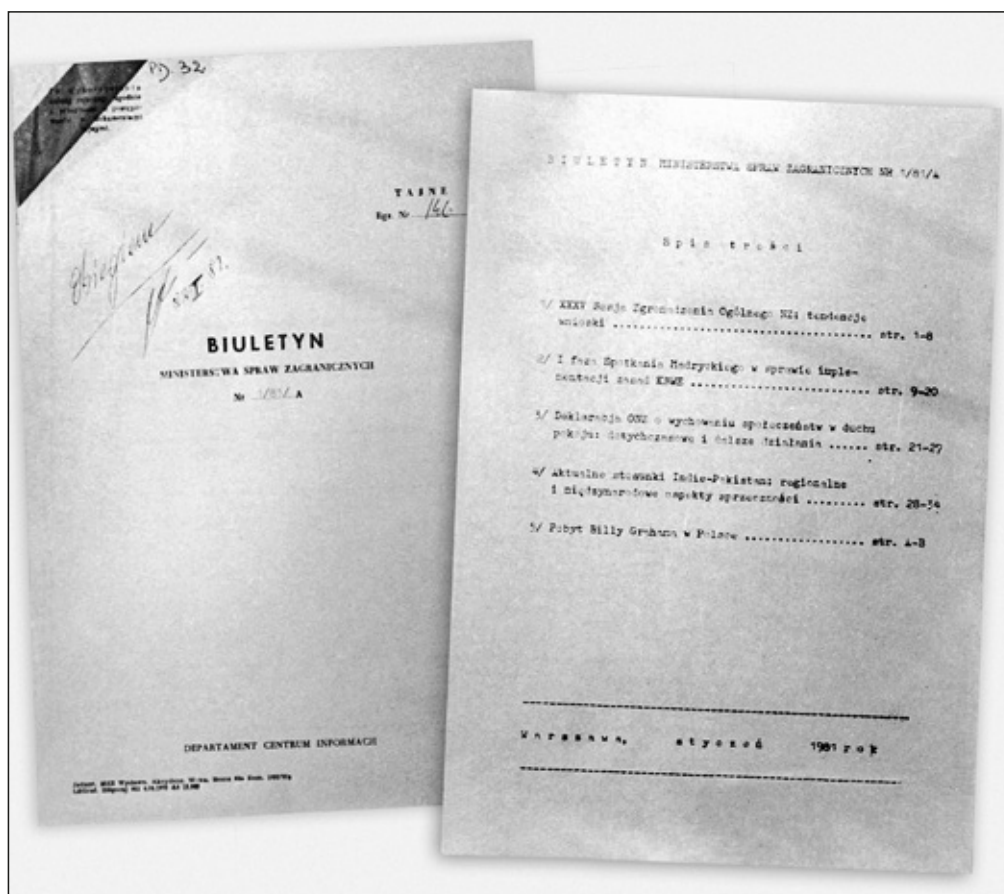 32
TAJNE
Egz. Nr
BIULETYN
MINISTERSTWA SPRAW ZAGRANICZNYCH
Nr 1/81/ A
DEPARTAMENT CENTRUM INFORMACJI
BIULETYN MINISTERSTWA SPRAW ZAGRANICZNYCH NR 1/81/A
Spis treści
1/ XXXV Sesja Zgromadzenia Ogólnego NZ: tendencje
wnioski ........................................ str. 1-8
2/ I faza Spotkania Madryckiego w sprawie imple-
mentacji zasad KBWE ........................... str. 9-20
3/ Deklaracja ONZ o wychowaniu społeczeństw w duchu
pokoju: dotychczasowe i dalsze działania ...... str. 21-27
4/ Aktualne stosunki Indie-Pakistan: regionalne
i międzynarodowe aspekty sprzeczności ......... str. 28-34
5/ Pobyt Billy Grahama w Polsce .................. str. A-B
Warszawa, styczeń 1981 rok